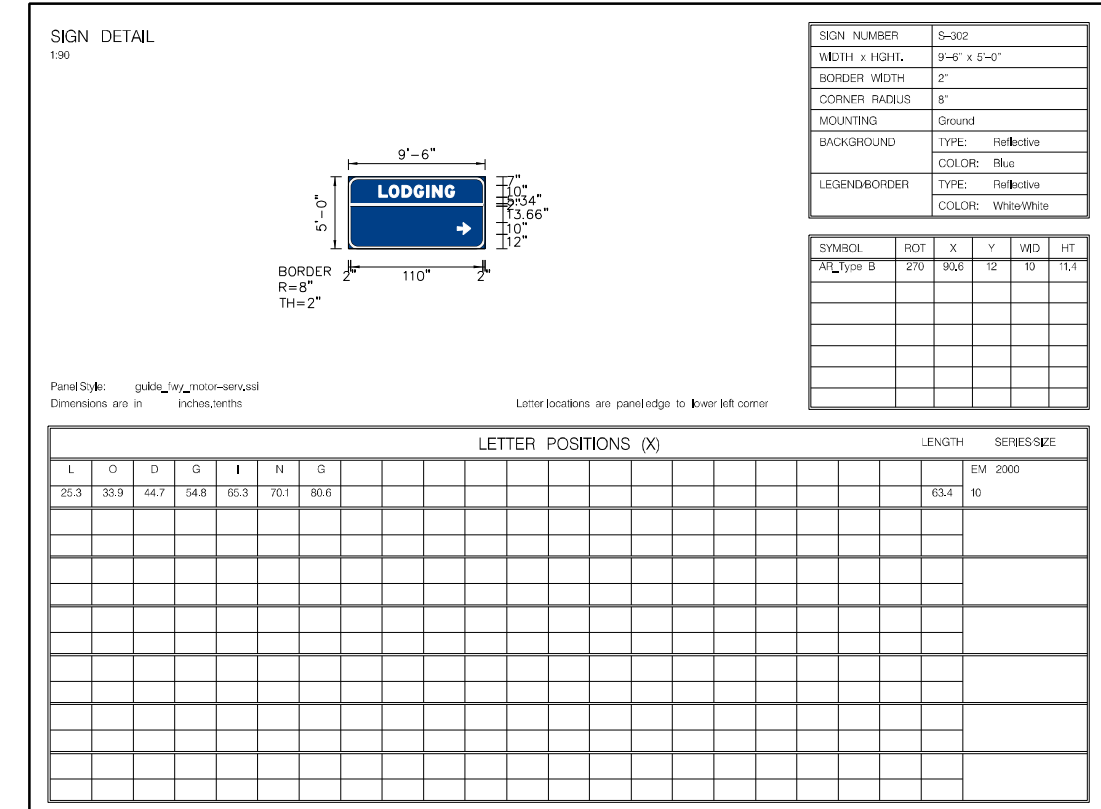 SIGN DETAIL
1:90
SIGN NUMBER S-302
WIDTH x HGHT. 9'-6" x 5'-0"
BORDER WIDTH 2"
CORNER RADIUS 8"
MOUNTING Ground
BACKGROUND TYPE: Reflective
COLOR: Blue
LEGEND/BORDER TYPE: Reflective
COLOR: White/White
9'-6"
5'-0"
LODGING
7"
10"
5.34"
2"
13.66"
10"
12"
2" 110" 2"
BORDER
R=8"
TH=2"
SYMBOL ROT X Y WID HT
AR_Type B 270 90.6 12 10 11.4
Panel Style: guide_fwy_motor-serv.ssi
Dimensions are in inches.tenths
Letter locations are panel edge to lower left corner
LETTER POSITIONS (X) LENGTH SERIES/SIZE
L O D G I N G EM 2000
25.3 33.9 44.7 54.8 65.3 70.1 80.6 63.4 10